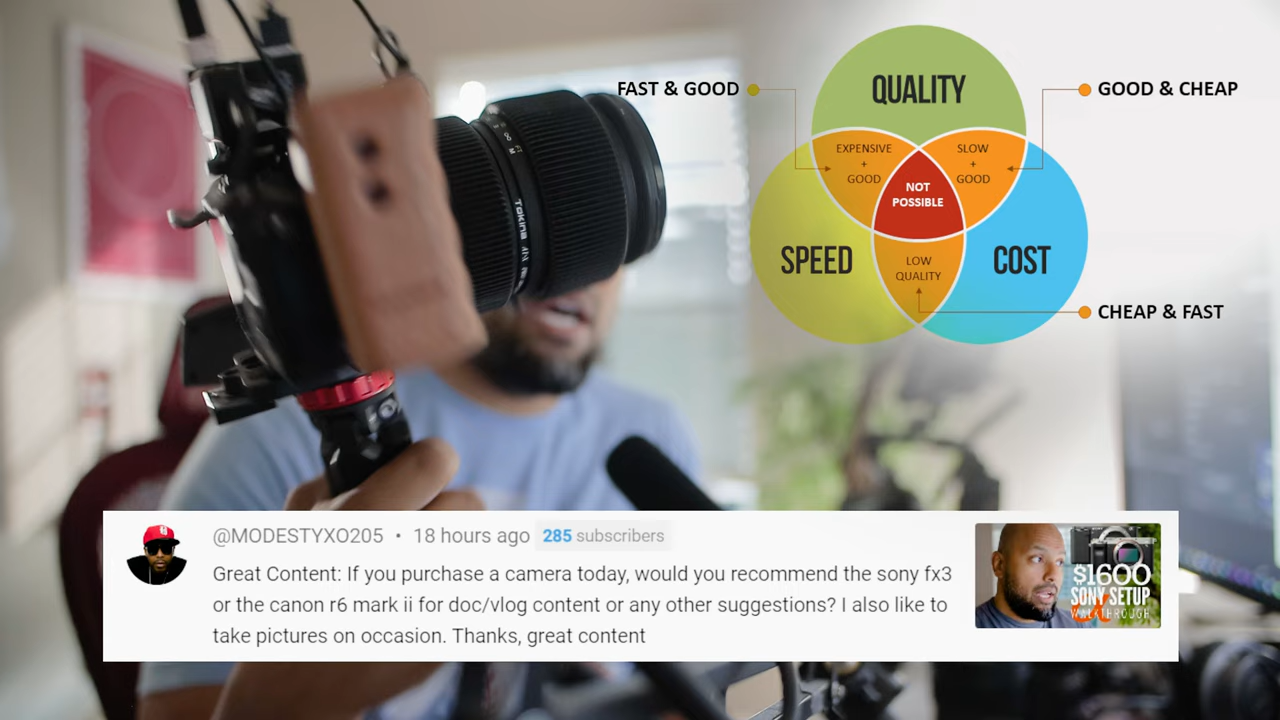 QUALITY
FAST & GOOD
GOOD & CHEAP
EXPENSIVE
+
GOOD
SLOW
+
GOOD
NOT
POSSIBLE
SPEED
COST
LOW
QUALITY
CHEAP & FAST
Tokina
@MODESTYXO205 • 18 hours ago 285 subscribers
Great Content: If you purchase a camera today, would you recommend the sony fx3
or the canon r6 mark ii for doc/vlog content or any other suggestions? I also like to
take pictures on occasion. Thanks, great content
$1600
SONY SETUP
WALKTHROUGH